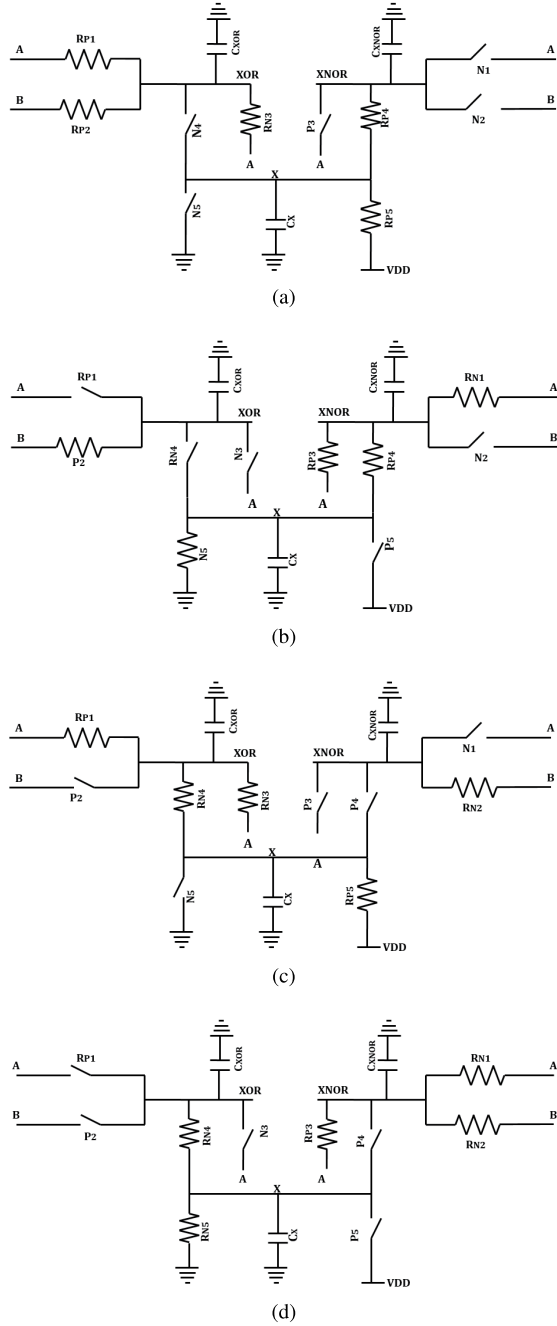 A RP1 CXOR XOR CXNOR XNOR N1 A
B RP2 N4 RN3 P3 RP4 N2 B
A X A
N5 CX RP5
VDD
(a)
A RP1 CXOR XOR CXNOR XNOR RN1 A
B P2 RN4 N3 RP3 RP4 N2 B
A X A
N5 CX P5
VDD
(b)
A RP1 CXOR XOR CXNOR XNOR N1 A
B P2 RN4 RN3 P3 P4 RN2 B
A X A
N5 CX RP5
VDD
(c)
A RP1 CXOR XOR CXNOR XNOR RN1 A
B P2 RN4 N3 RP3 P4 RN2 B
A X A
RN5 CX P5
VDD
(d)